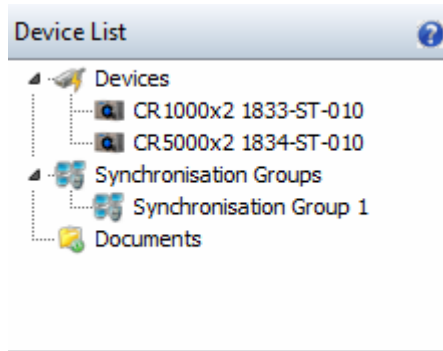 Device List
Devices
CR1000x2 1833-ST-010
CR5000x2 1834-ST-010
Synchronisation Groups
Synchronisation Group 1
Documents